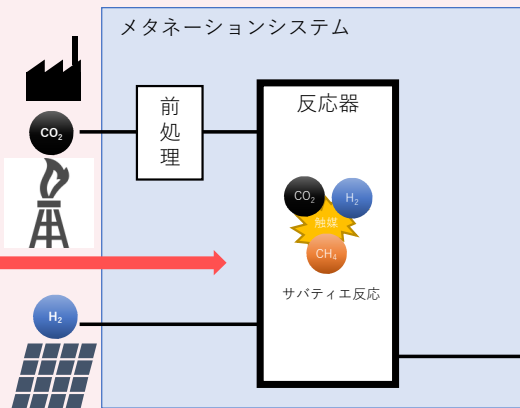 メタネーションシステム
前処理
反応器
CO₂
CO₂
H₂
触媒
CH₄
サバティエ反応
H₂